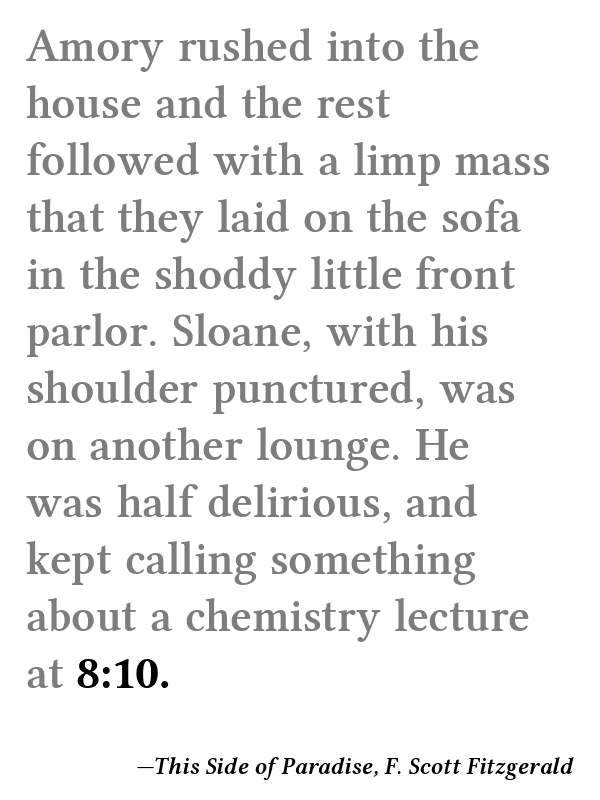 Amory rushed into the
house and the rest
followed with a limp mass
that they laid on the sofa
in the shoddy little front
parlor. Sloane, with his
shoulder punctured, was
on another lounge. He
was half delirious, and
kept calling something
about a chemistry lecture
at 8:10.
—This Side of Paradise, F. Scott Fitzgerald